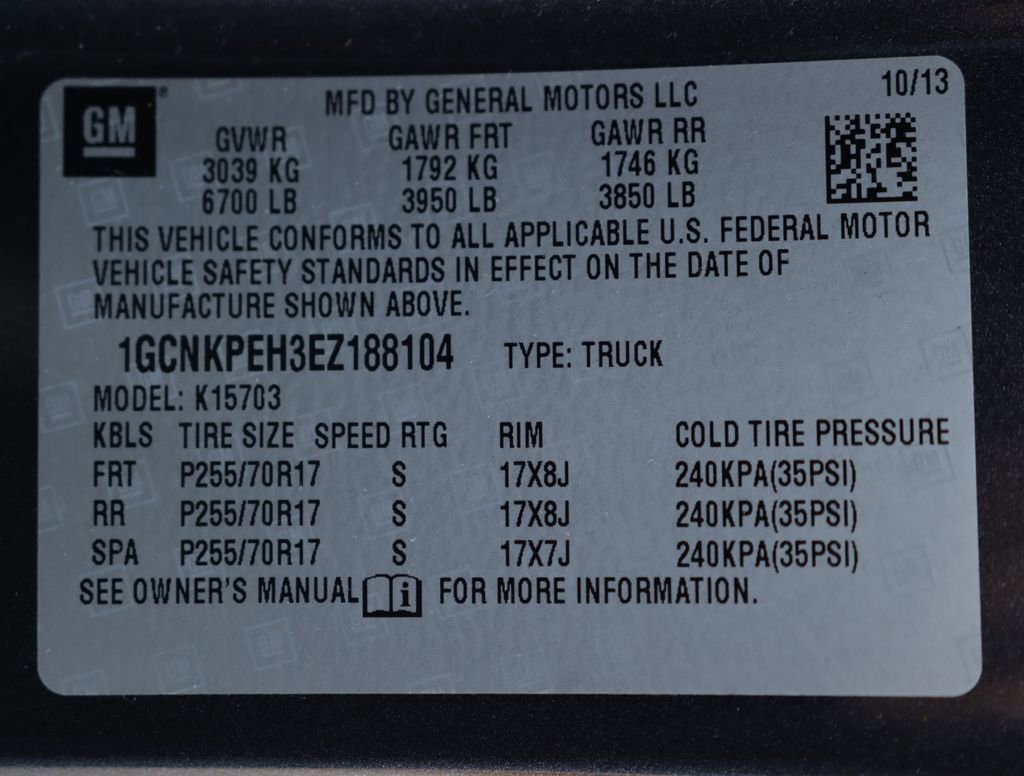 GM
®
10/13
MFD BY GENERAL MOTORS LLC
GVWR GAWR FRT GAWR RR
3039 KG 1792 KG 1746 KG
6700 LB 3950 LB 3850 LB
THIS VEHICLE CONFORMS TO ALL APPLICABLE U.S. FEDERAL MOTOR
VEHICLE SAFETY STANDARDS IN EFFECT ON THE DATE OF
MANUFACTURE SHOWN ABOVE.
1GCNKPEH3EZ188104 TYPE: TRUCK
MODEL: K15703
KBLS TIRE SIZE SPEED RTG RIM COLD TIRE PRESSURE
FRT P255/70R17 S 17X8J 240KPA(35PSI)
RR P255/70R17 S 17X8J 240KPA(35PSI)
SPA P255/70R17 S 17X7J 240KPA(35PSI)
SEE OWNER'S MANUAL i FOR MORE INFORMATION.